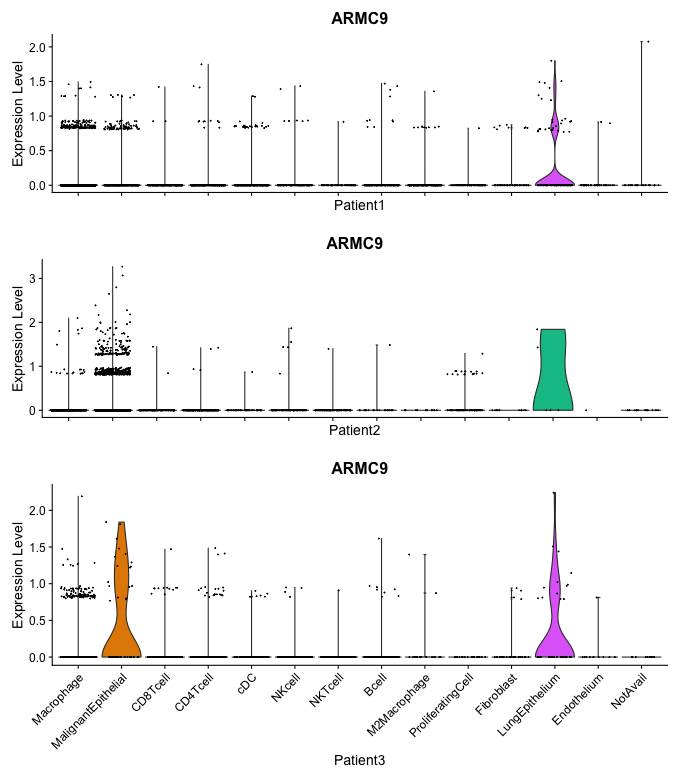 ARMC9
Expression Level
2.0
1.5
1.0
0.5
0.0
Patient1
ARMC9
Expression Level
3
2
1
0
Patient2
ARMC9
Expression Level
2.0
1.5
1.0
0.5
0.0
Macrophage
MalignantEpithelial
CD8Tcell
CD4Tcell
cDC
NKcell
NKTcell
Bcell
M2Macrophage
ProliferatingCell
Fibroblast
LungEpithelium
Endothelium
NotAvail
Patient3